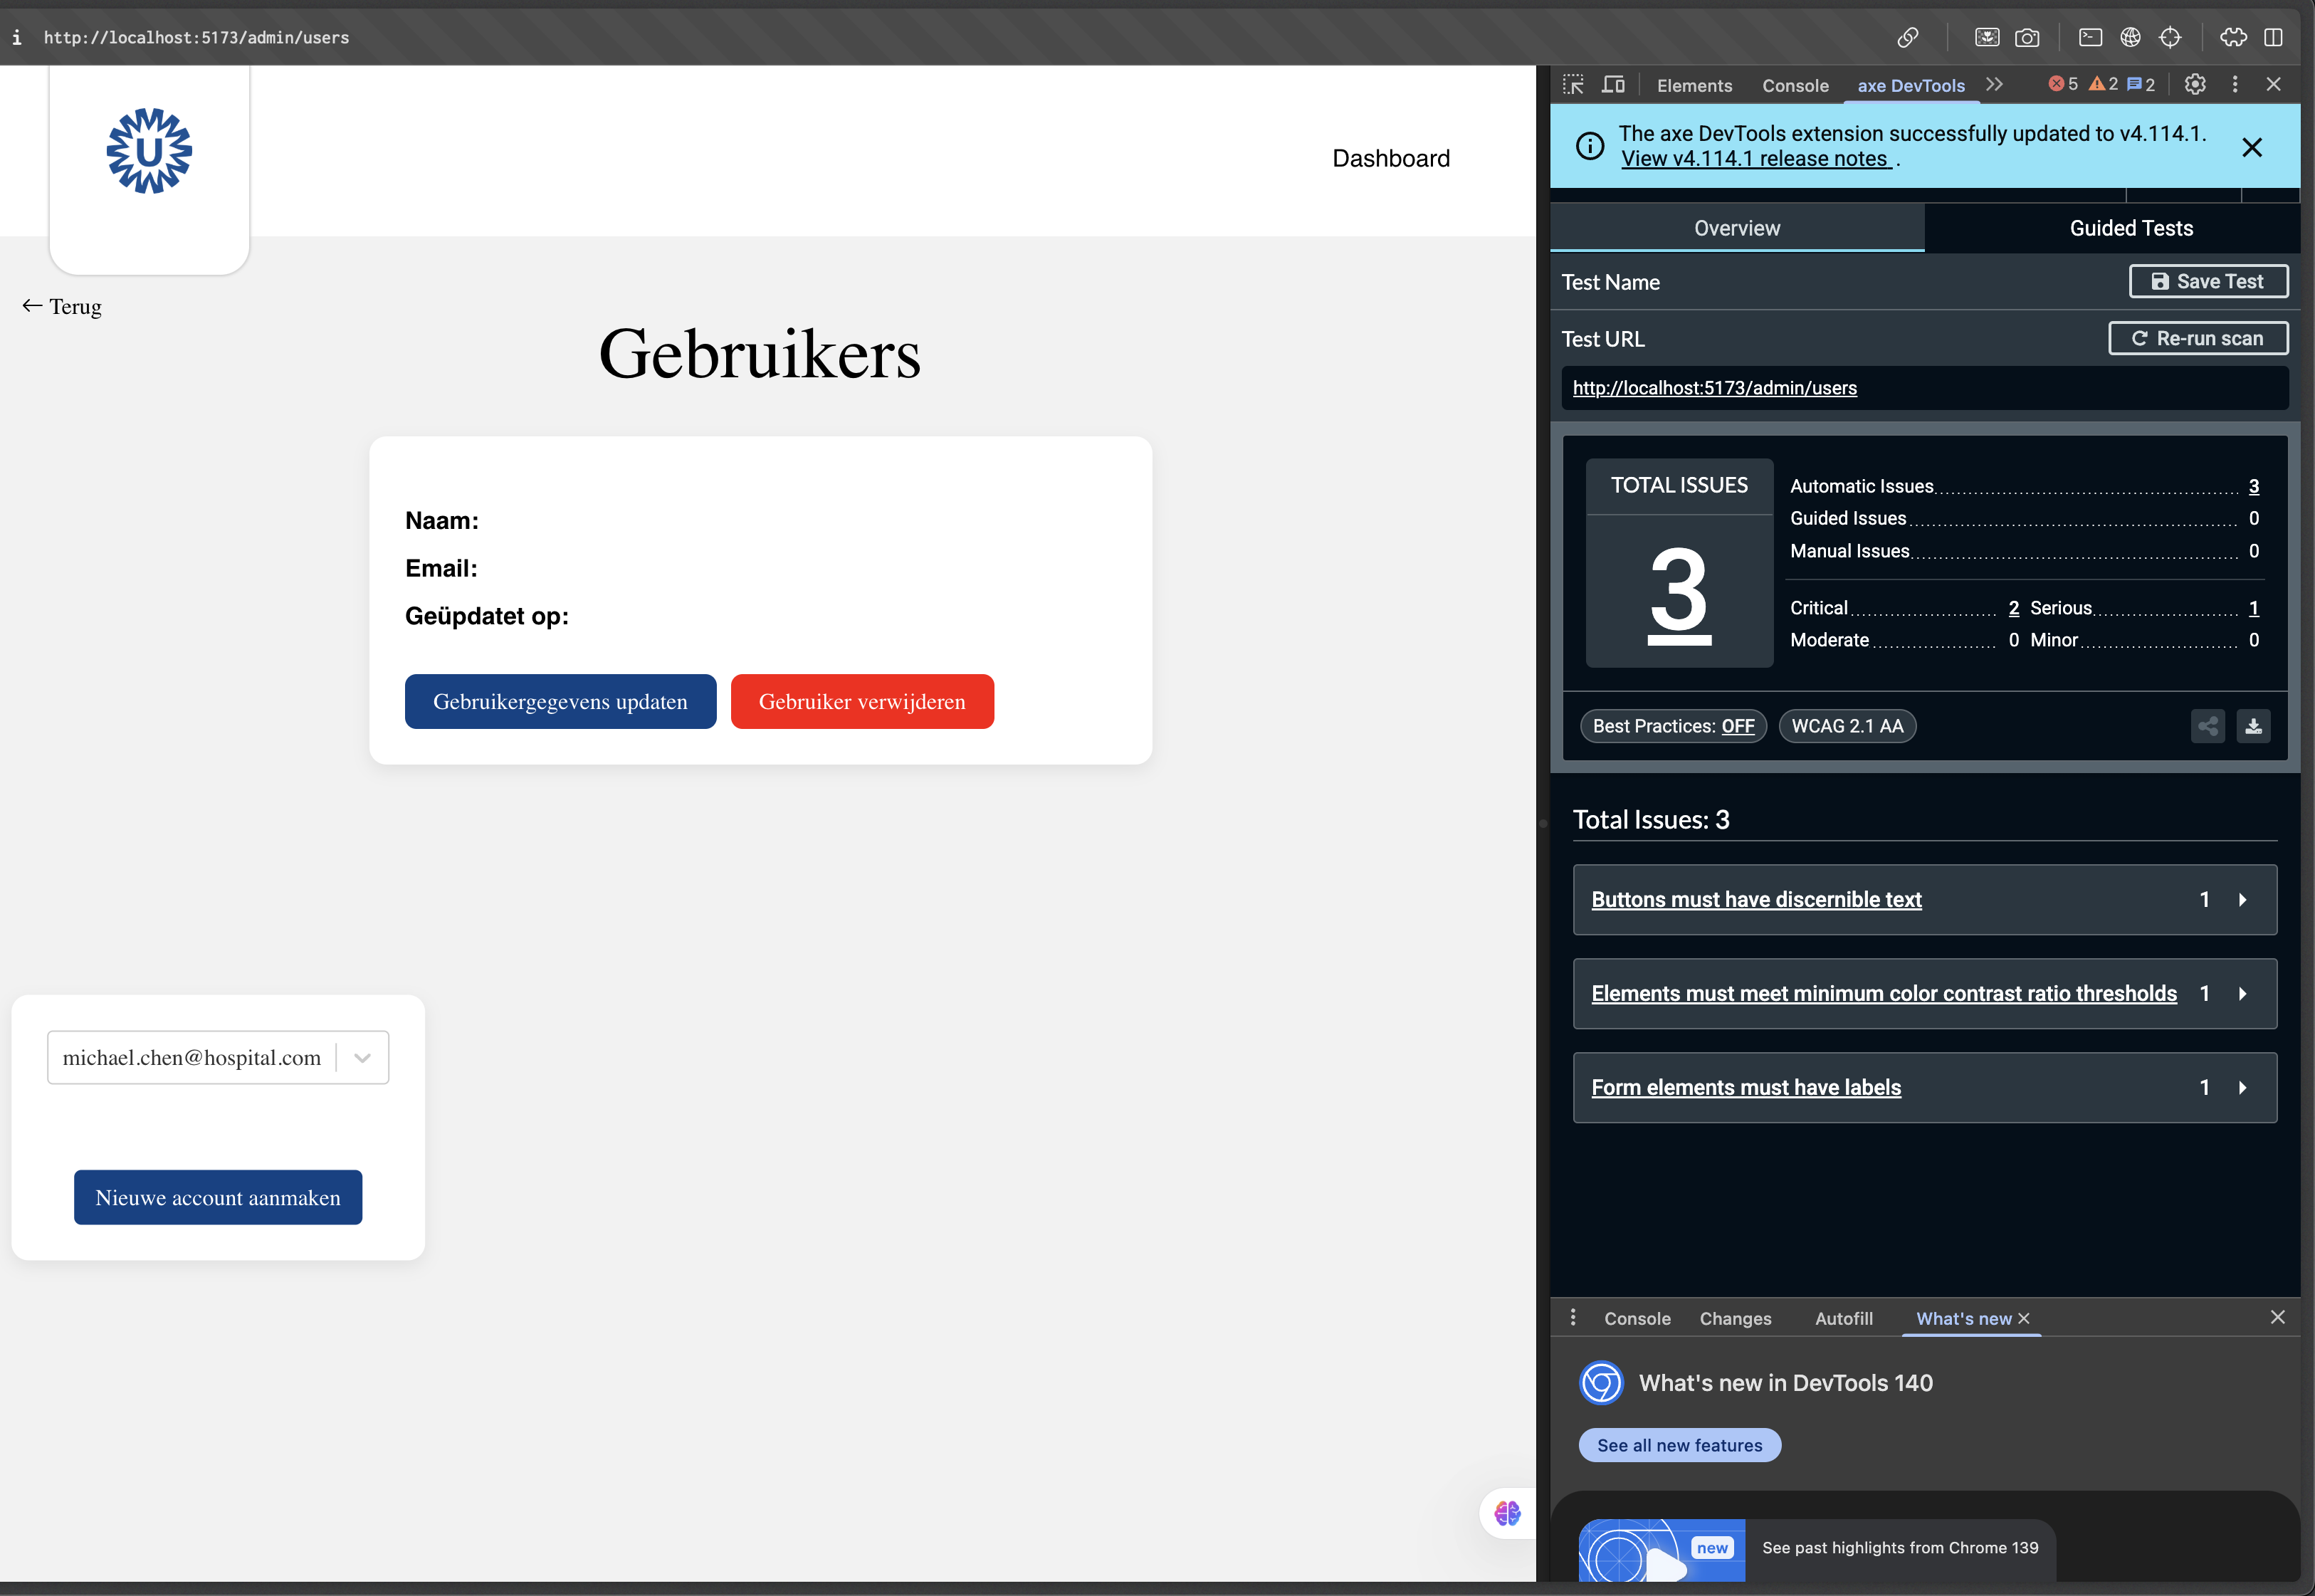 i http://localhost:5173/admin/users
U
Dashboard
← Terug
Gebruikers
Naam:
Email:
Geüpdatet op:
Gebruikergegevens updaten
Gebruiker verwijderen
michael.chen@hospital.com
Nieuwe account aanmaken
Elements Console axe DevTools 5 2 2
The axe DevTools extension successfully updated to v4.114.1.
View v4.114.1 release notes .
Overview Guided Tests
Test Name Save Test
Test URL Re-run scan
http://localhost:5173/admin/users
TOTAL ISSUES
3
Automatic Issues 3
Guided Issues 0
Manual Issues 0
Critical 2 Serious 1
Moderate 0 Minor 0
Best Practices: OFF WCAG 2.1 AA
Total Issues: 3
Buttons must have discernible text 1
Elements must meet minimum color contrast ratio thresholds 1
Form elements must have labels 1
Console Changes Autofill What's new
What's new in DevTools 140
See all new features
new
See past highlights from Chrome 139